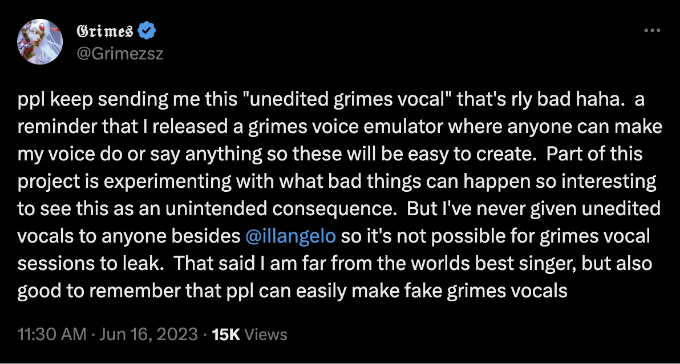 𝕲𝖗𝖎𝖒𝖊𝖘
@Grimezsz
ppl keep sending me this "unedited grimes vocal" that's rly bad haha.  a
reminder that I released a grimes voice emulator where anyone can make
my voice do or say anything so these will be easy to create.  Part of this
project is experimenting with what bad things can happen so interesting
to see this as an unintended consequence.  But I've never given unedited
vocals to anyone besides @illangelo so it's not possible for grimes vocal
sessions to leak.  That said I am far from the worlds best singer, but also
good to remember that ppl can easily make fake grimes vocals
11:30 AM · Jun 16, 2023 · 15K Views